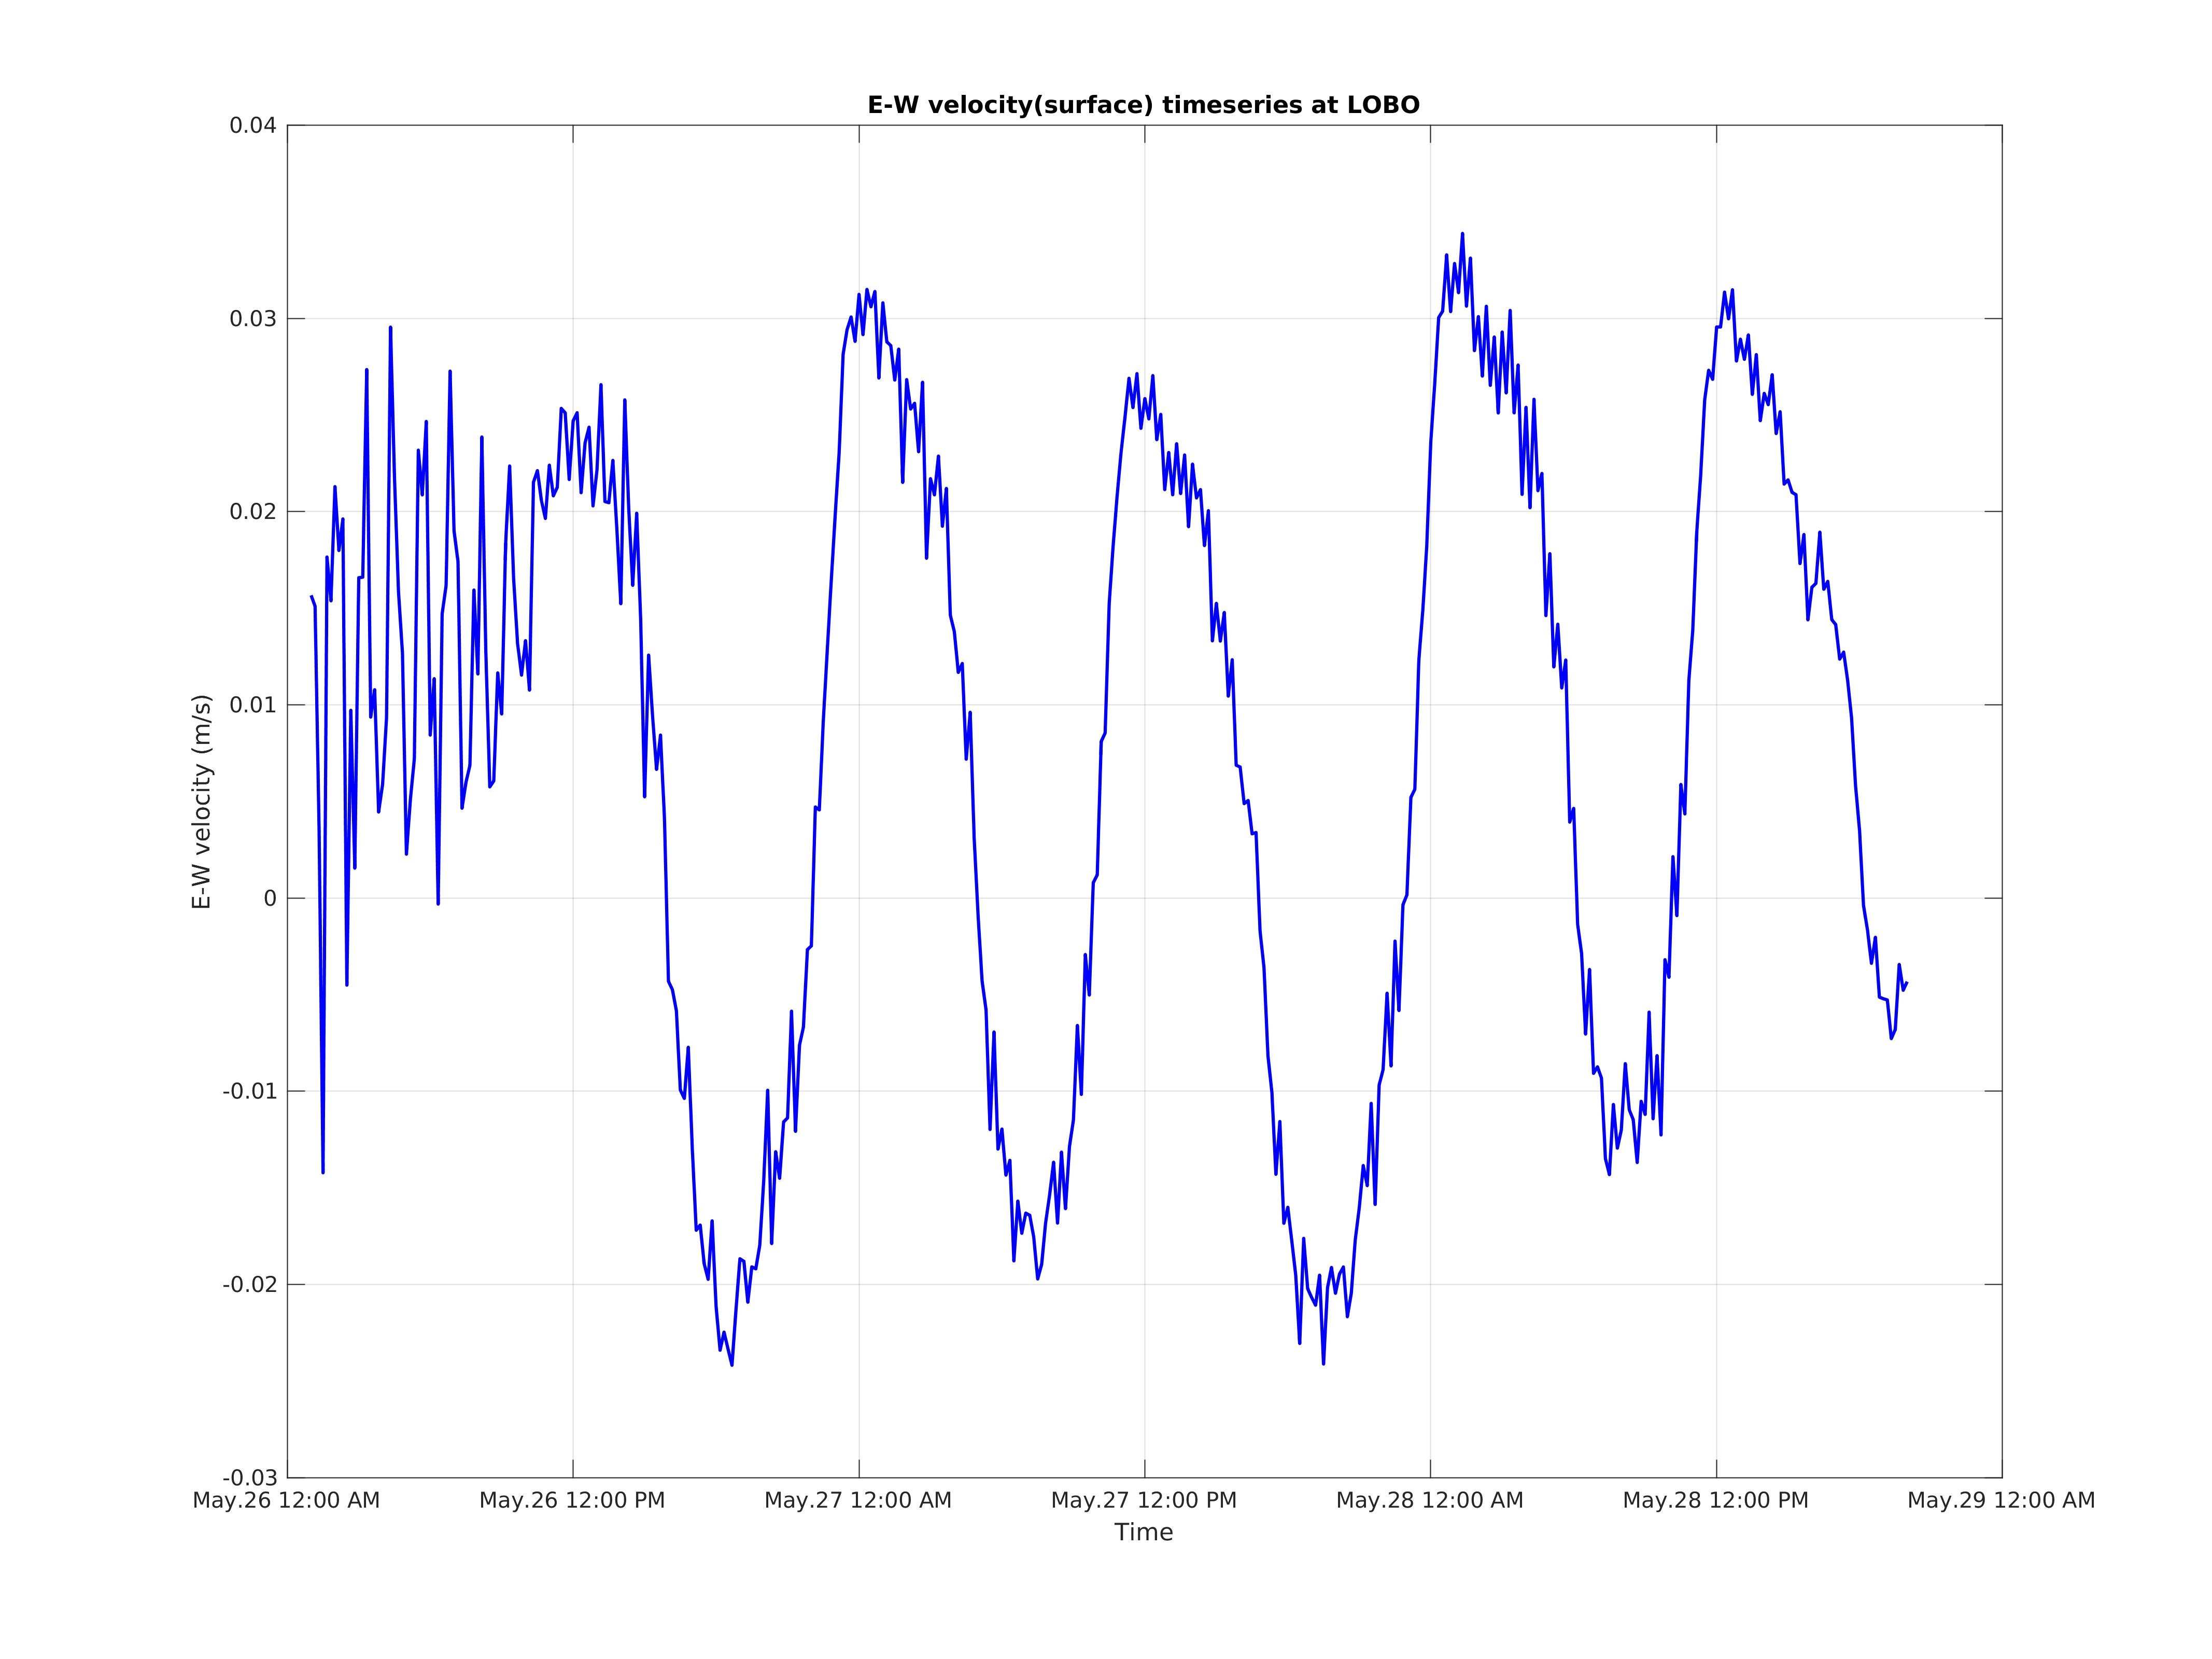 E-W velocity(surface) timeseries at LOBO
0.04
0.03
0.02
0.01
0
-0.01
-0.02
-0.03
E-W velocity (m/s)
May.26 12:00 AM
May.26 12:00 PM
May.27 12:00 AM
May.27 12:00 PM
May.28 12:00 AM
May.28 12:00 PM
May.29 12:00 AM
Time